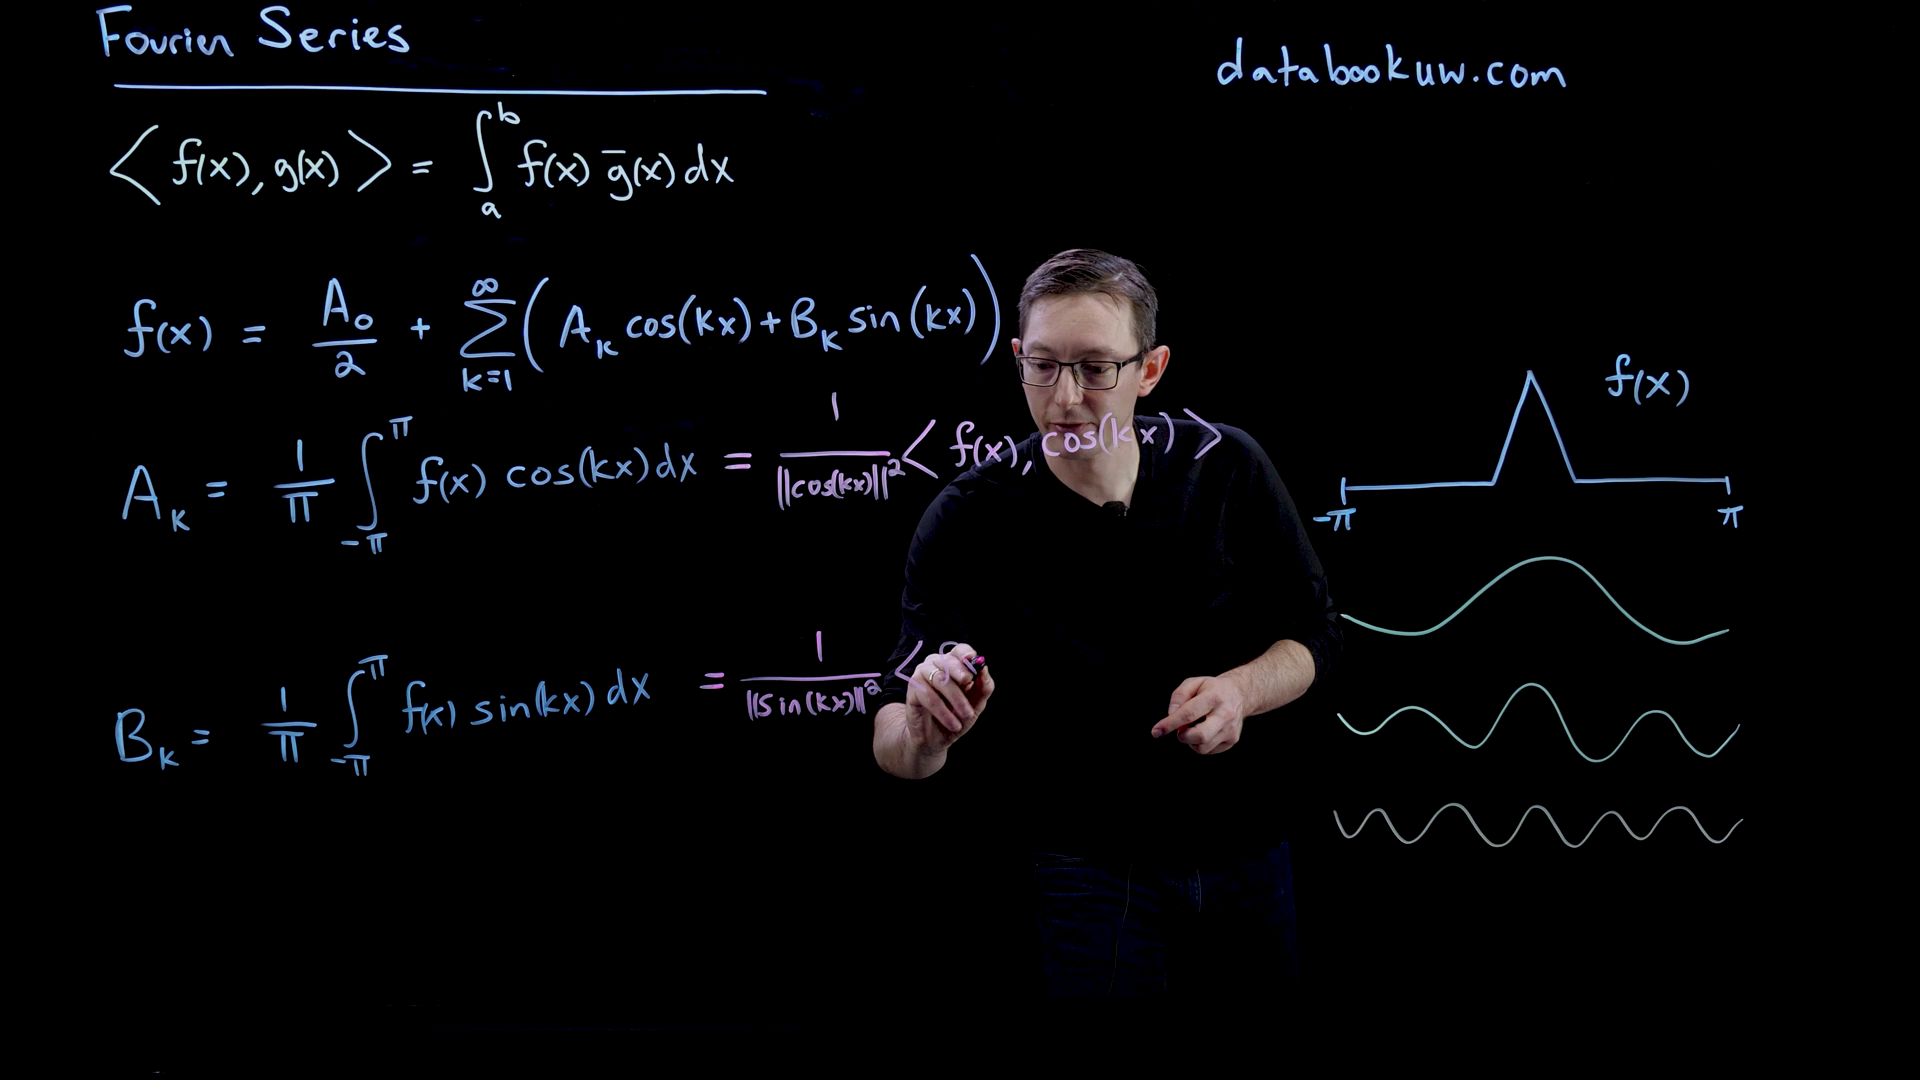 Fourier Series
databookuw.com
⟨ f(x), g(x) ⟩ = ∫_a^b f(x) g̅(x) dx
f(x) = A₀/2 + ∑_{k=1}^∞ ( A_k cos(kx) + B_k sin(kx) )
A_k = 1/π ∫_{-π}^{π} f(x) cos(kx) dx = 1/||cos(kx)||² ⟨ f(x), cos(kx) ⟩
f(x)
-π π
B_k = 1/π ∫_{-π}^{π} f(x) sin(kx) dx = 1/||sin(kx)||² ⟨